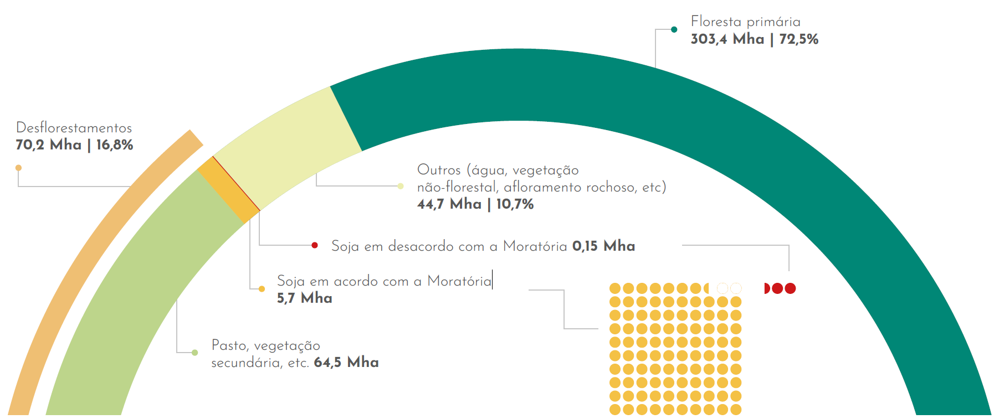 Floresta primária
303,4 Mha | 72,5%
Desflorestamentos
70,2 Mha | 16,8%
Outros (água, vegetação
não-florestal, afloramento rochoso, etc)
44,7 Mha | 10,7%
Soja em desacordo com a Moratória 0,15 Mha
Soja em acordo com a Moratória
5,7 Mha
Pasto, vegetação
secundária, etc. 64,5 Mha